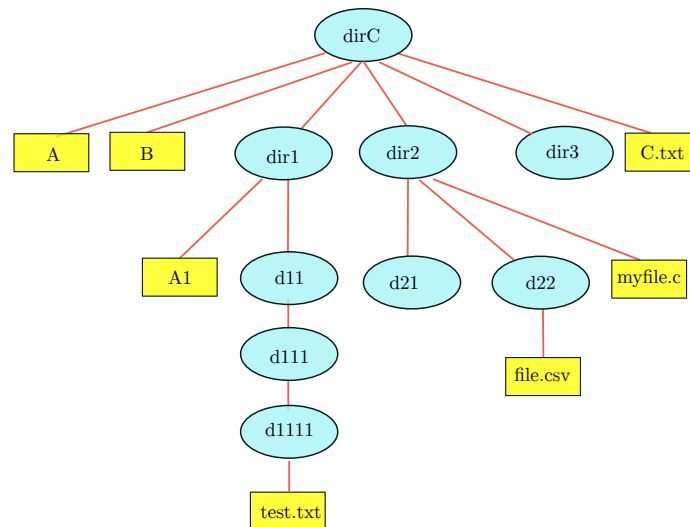 dirC
A
B
dir1
dir2
dir3
C.txt
A1
d11
d21
d22
myfile.c
d111
file.csv
d1111
test.txt